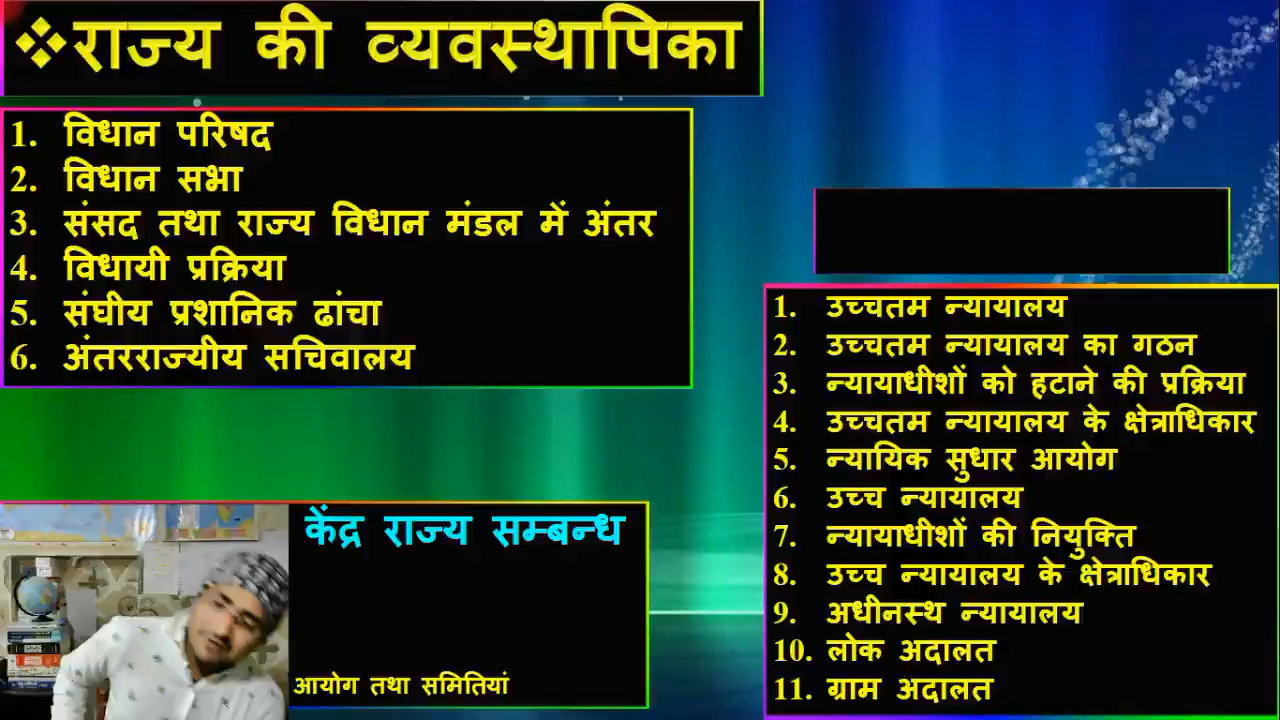 ❖राज्य की व्यवस्थापिका
1. विधान परिषद
2. विधान सभा
3. संसद तथा राज्य विधान मंडल में अंतर
4. विधायी प्रक्रिया
5. संघीय प्रशानिक ढांचा
6. अंतरराज्यीय सचिवालय
केंद्र राज्य सम्बन्ध
आयोग तथा समितियां
1. उच्चतम न्यायालय
2. उच्चतम न्यायालय का गठन
3. न्यायाधीशों को हटाने की प्रक्रिया
4. उच्चतम न्यायालय के क्षेत्राधिकार
5. न्यायिक सुधार आयोग
6. उच्च न्यायालय
7. न्यायाधीशों की नियुक्ति
8. उच्च न्यायालय के क्षेत्राधिकार
9. अधीनस्थ न्यायालय
10. लोक अदालत
11. ग्राम अदालत